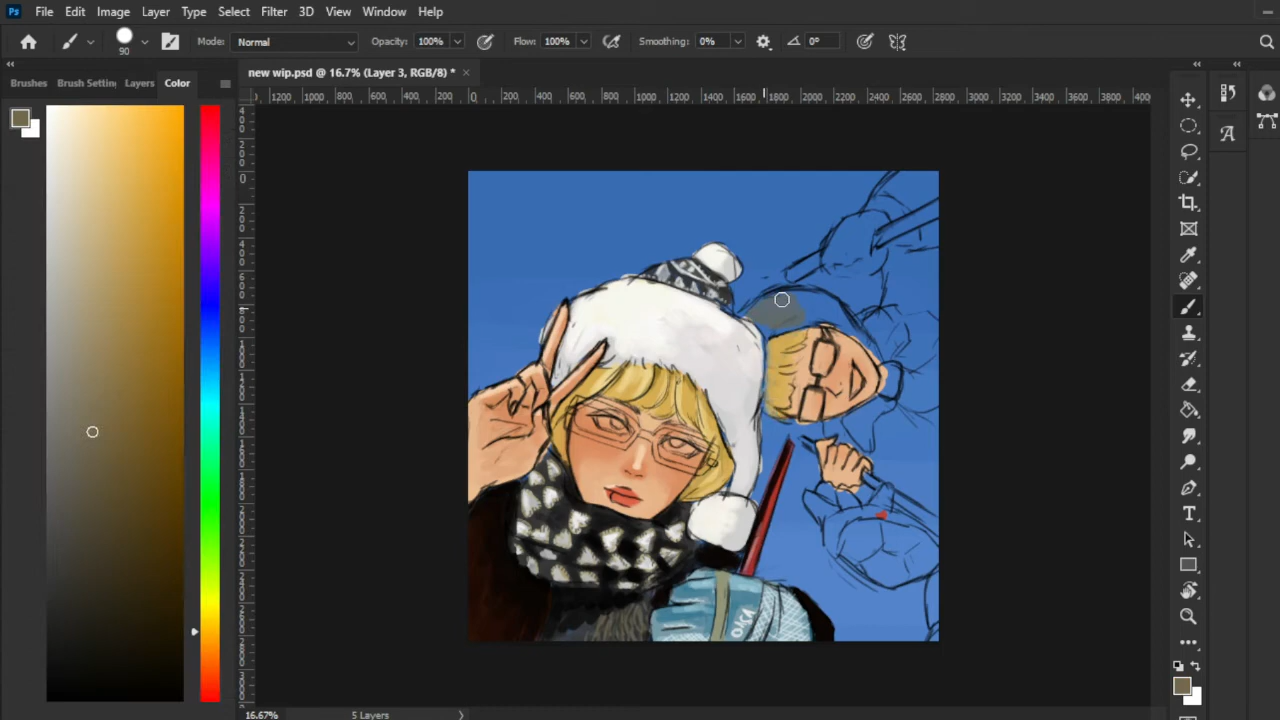 Ps File Edit Image Layer Type Select Filter 3D View Window Help
90 Mode: Normal Opacity: 100% Flow: 100% Smoothing: 0% 0°
Brushes Brush Settin Layers Color
new wip.psd @ 16.7% (Layer 3, RGB/8) * ×
1200 1000 800 600 400 200 0 200 400 600 800 1000 1200 1400 1600 1800 2000 2200 2400 2600 2800 3000 3200 3400 3600 3800 400
16.67% 5 Layers